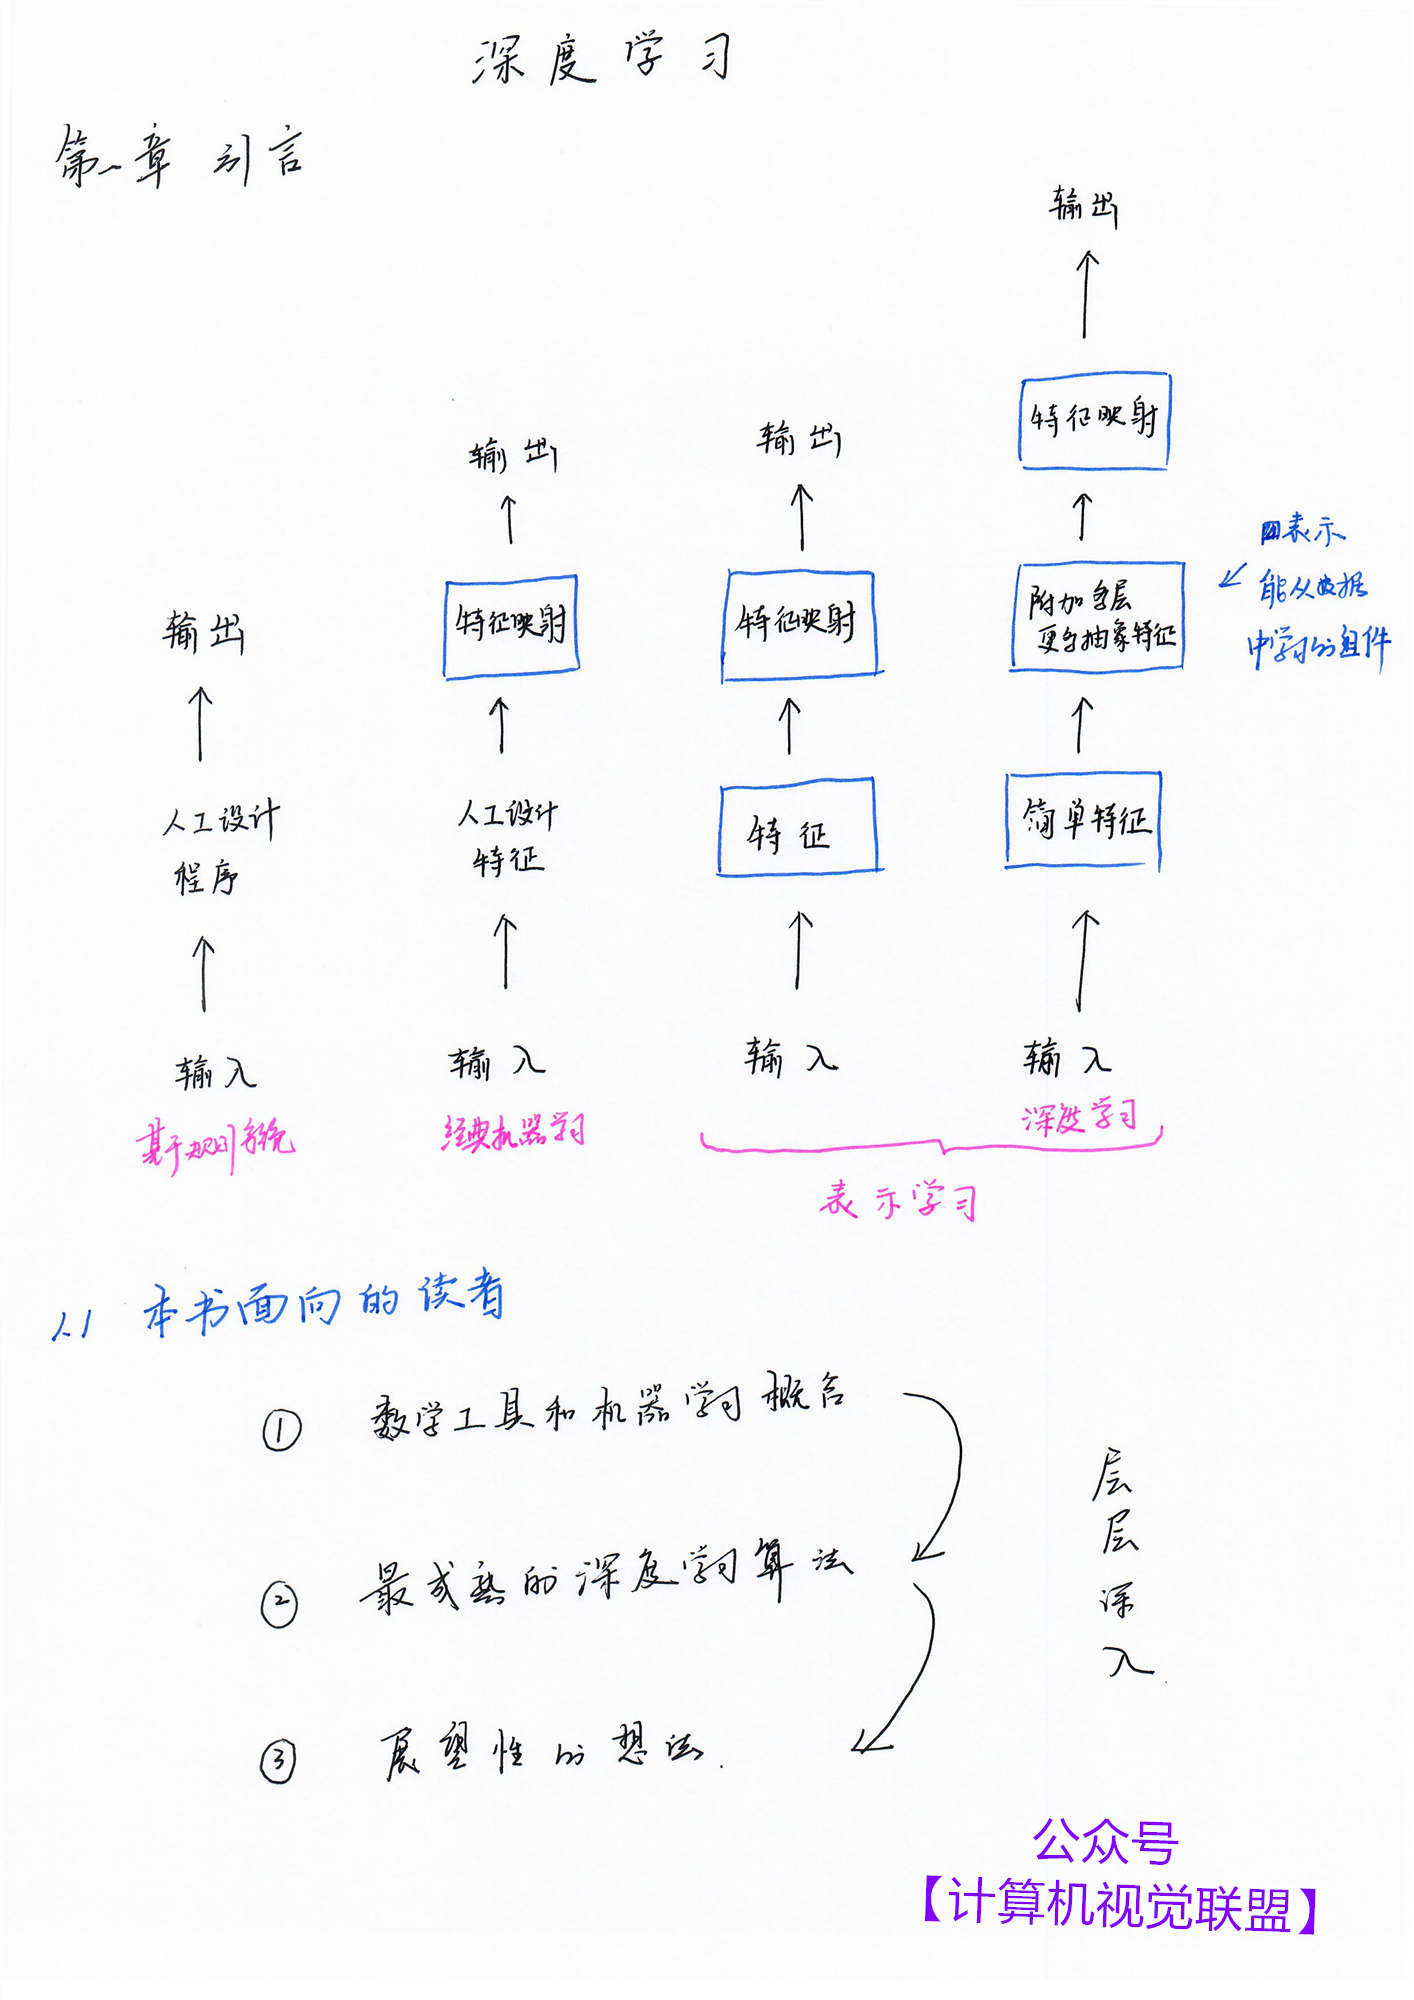 深度学习
第一章 引言
输出
人工设计
程序
输入
基于规则系统
输出
特征映射
人工设计
特征
输入
经典机器学习
输出
特征映射
特征
输入
输出
特征映射
附加多层
更多抽象特征
简单特征
输入
深度学习
表示学习
表示
能从数据
中学习的组件
1.1 本书面向的读者
① 数学工具和机器学习概念
② 最成熟的深度学习算法
③ 展望性的想法.
层
层
深
入
公众号
【计算机视觉联盟】